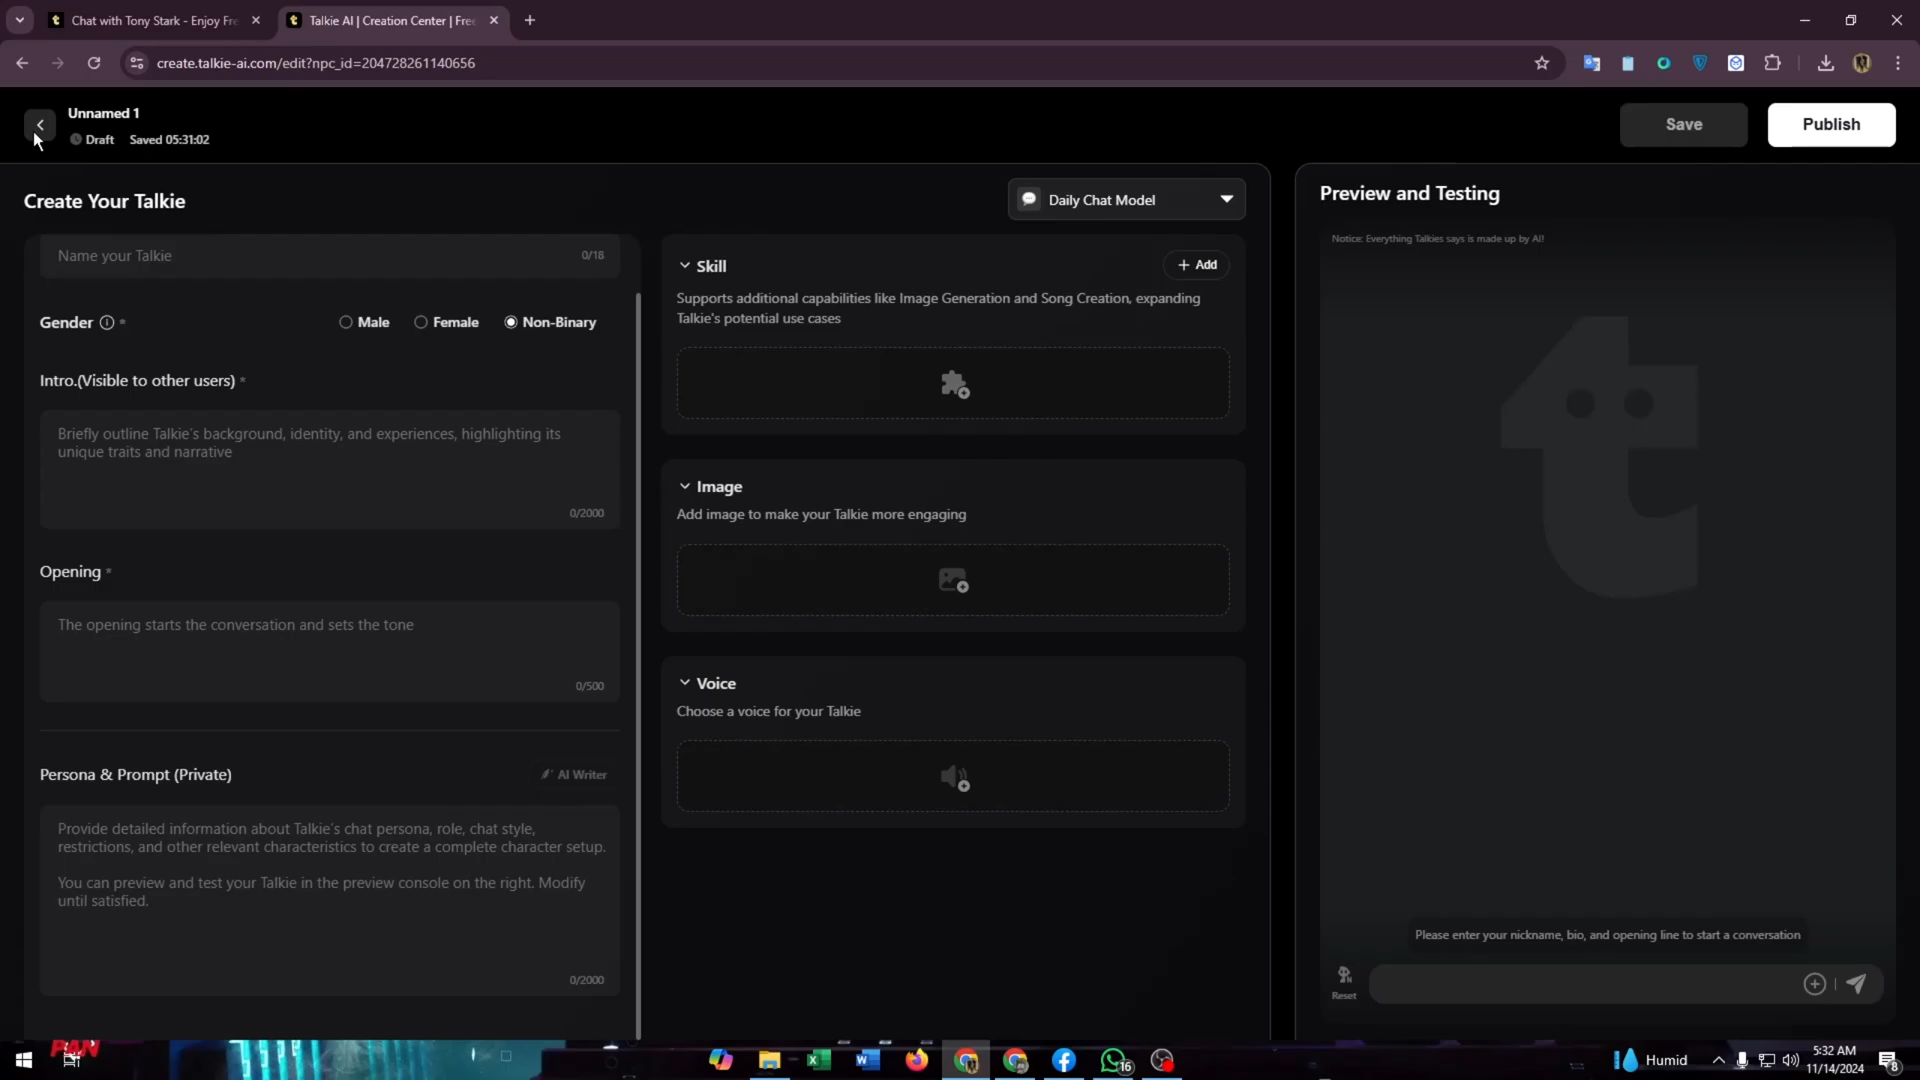 Chat with Tony Stark - Enjoy Fre
Talkie AI | Creation Center | Free
create.talkie-ai.com/edit?npc_id=204728261140656
Unnamed 1
Draft Saved 05:31:02
Save
Publish
Create Your Talkie
Daily Chat Model
Preview and Testing
Name your Talkie
0/18
Gender *
Male
Female
Non-Binary
Intro.(Visible to other users) *
Briefly outline Talkie's background, identity, and experiences, highlighting its
unique traits and narrative
0/2000
Opening *
The opening starts the conversation and sets the tone
0/500
Persona & Prompt (Private)
AI Writer
Provide detailed information about Talkie's chat persona, role, chat style,
restrictions, and other relevant characteristics to create a complete character setup.
You can preview and test your Talkie in the preview console on the right. Modify
until satisfied.
0/2000
Skill
+ Add
Supports additional capabilities like Image Generation and Song Creation, expanding
Talkie's potential use cases
Image
Add image to make your Talkie more engaging
Voice
Choose a voice for your Talkie
Notice: Everything Talkies says is made up by AI!
Please enter your nickname, bio, and opening line to start a conversation
Reset
PAN
16
Humid
5:32 AM
11/14/2024
8